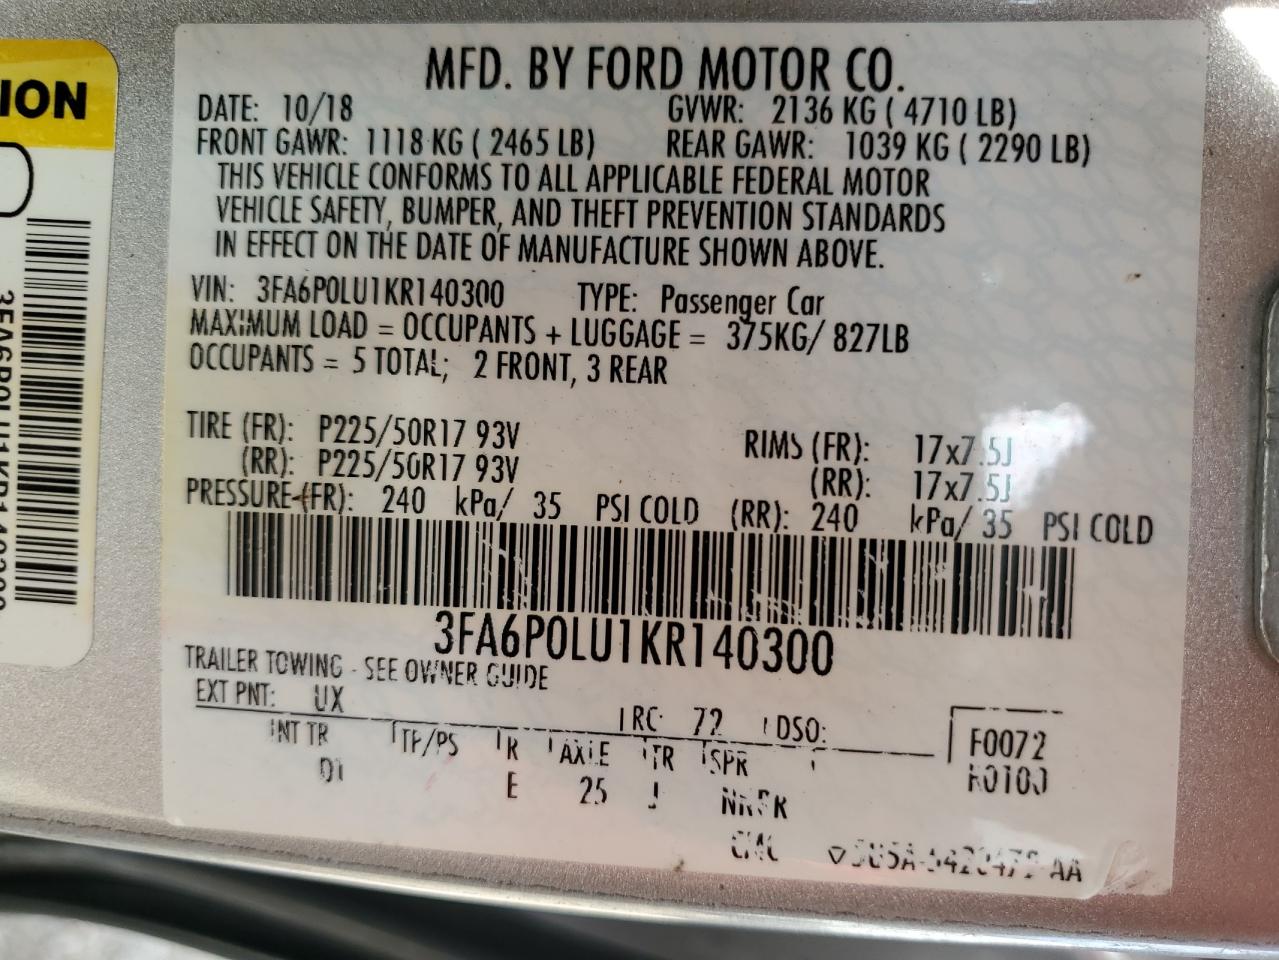 ION
MFD. BY FORD MOTOR CO.
DATE: 10/18 GVWR: 2136 KG ( 4710 LB)
FRONT GAWR: 1118 KG ( 2465 LB) REAR GAWR: 1039 KG ( 2290 LB)
THIS VEHICLE CONFORMS TO ALL APPLICABLE FEDERAL MOTOR
VEHICLE SAFETY, BUMPER, AND THEFT PREVENTION STANDARDS
IN EFFECT ON THE DATE OF MANUFACTURE SHOWN ABOVE.
VIN: 3FA6P0LU1KR140300 TYPE: Passenger Car
MAXIMUM LOAD = OCCUPANTS + LUGGAGE = 375KG/ 827LB
OCCUPANTS = 5 TOTAL; 2 FRONT, 3 REAR
TIRE (FR): P225/50R17 93V RIMS (FR): 17x7.5J
(RR): P225/50R17 93V (RR): 17x7.5J
PRESSURE (FR): 240 kPa/ 35 PSI COLD (RR): 240 kPa/ 35 PSI COLD
3FA6P0LU1KR140300
TRAILER TOWING - SEE OWNER GUIDE
EXT PNT: UX RC: 72 DSO: F0072
INT TR TP/PS R AXLE TR SPR
E 25 J
3FA6P0LU1KR140300